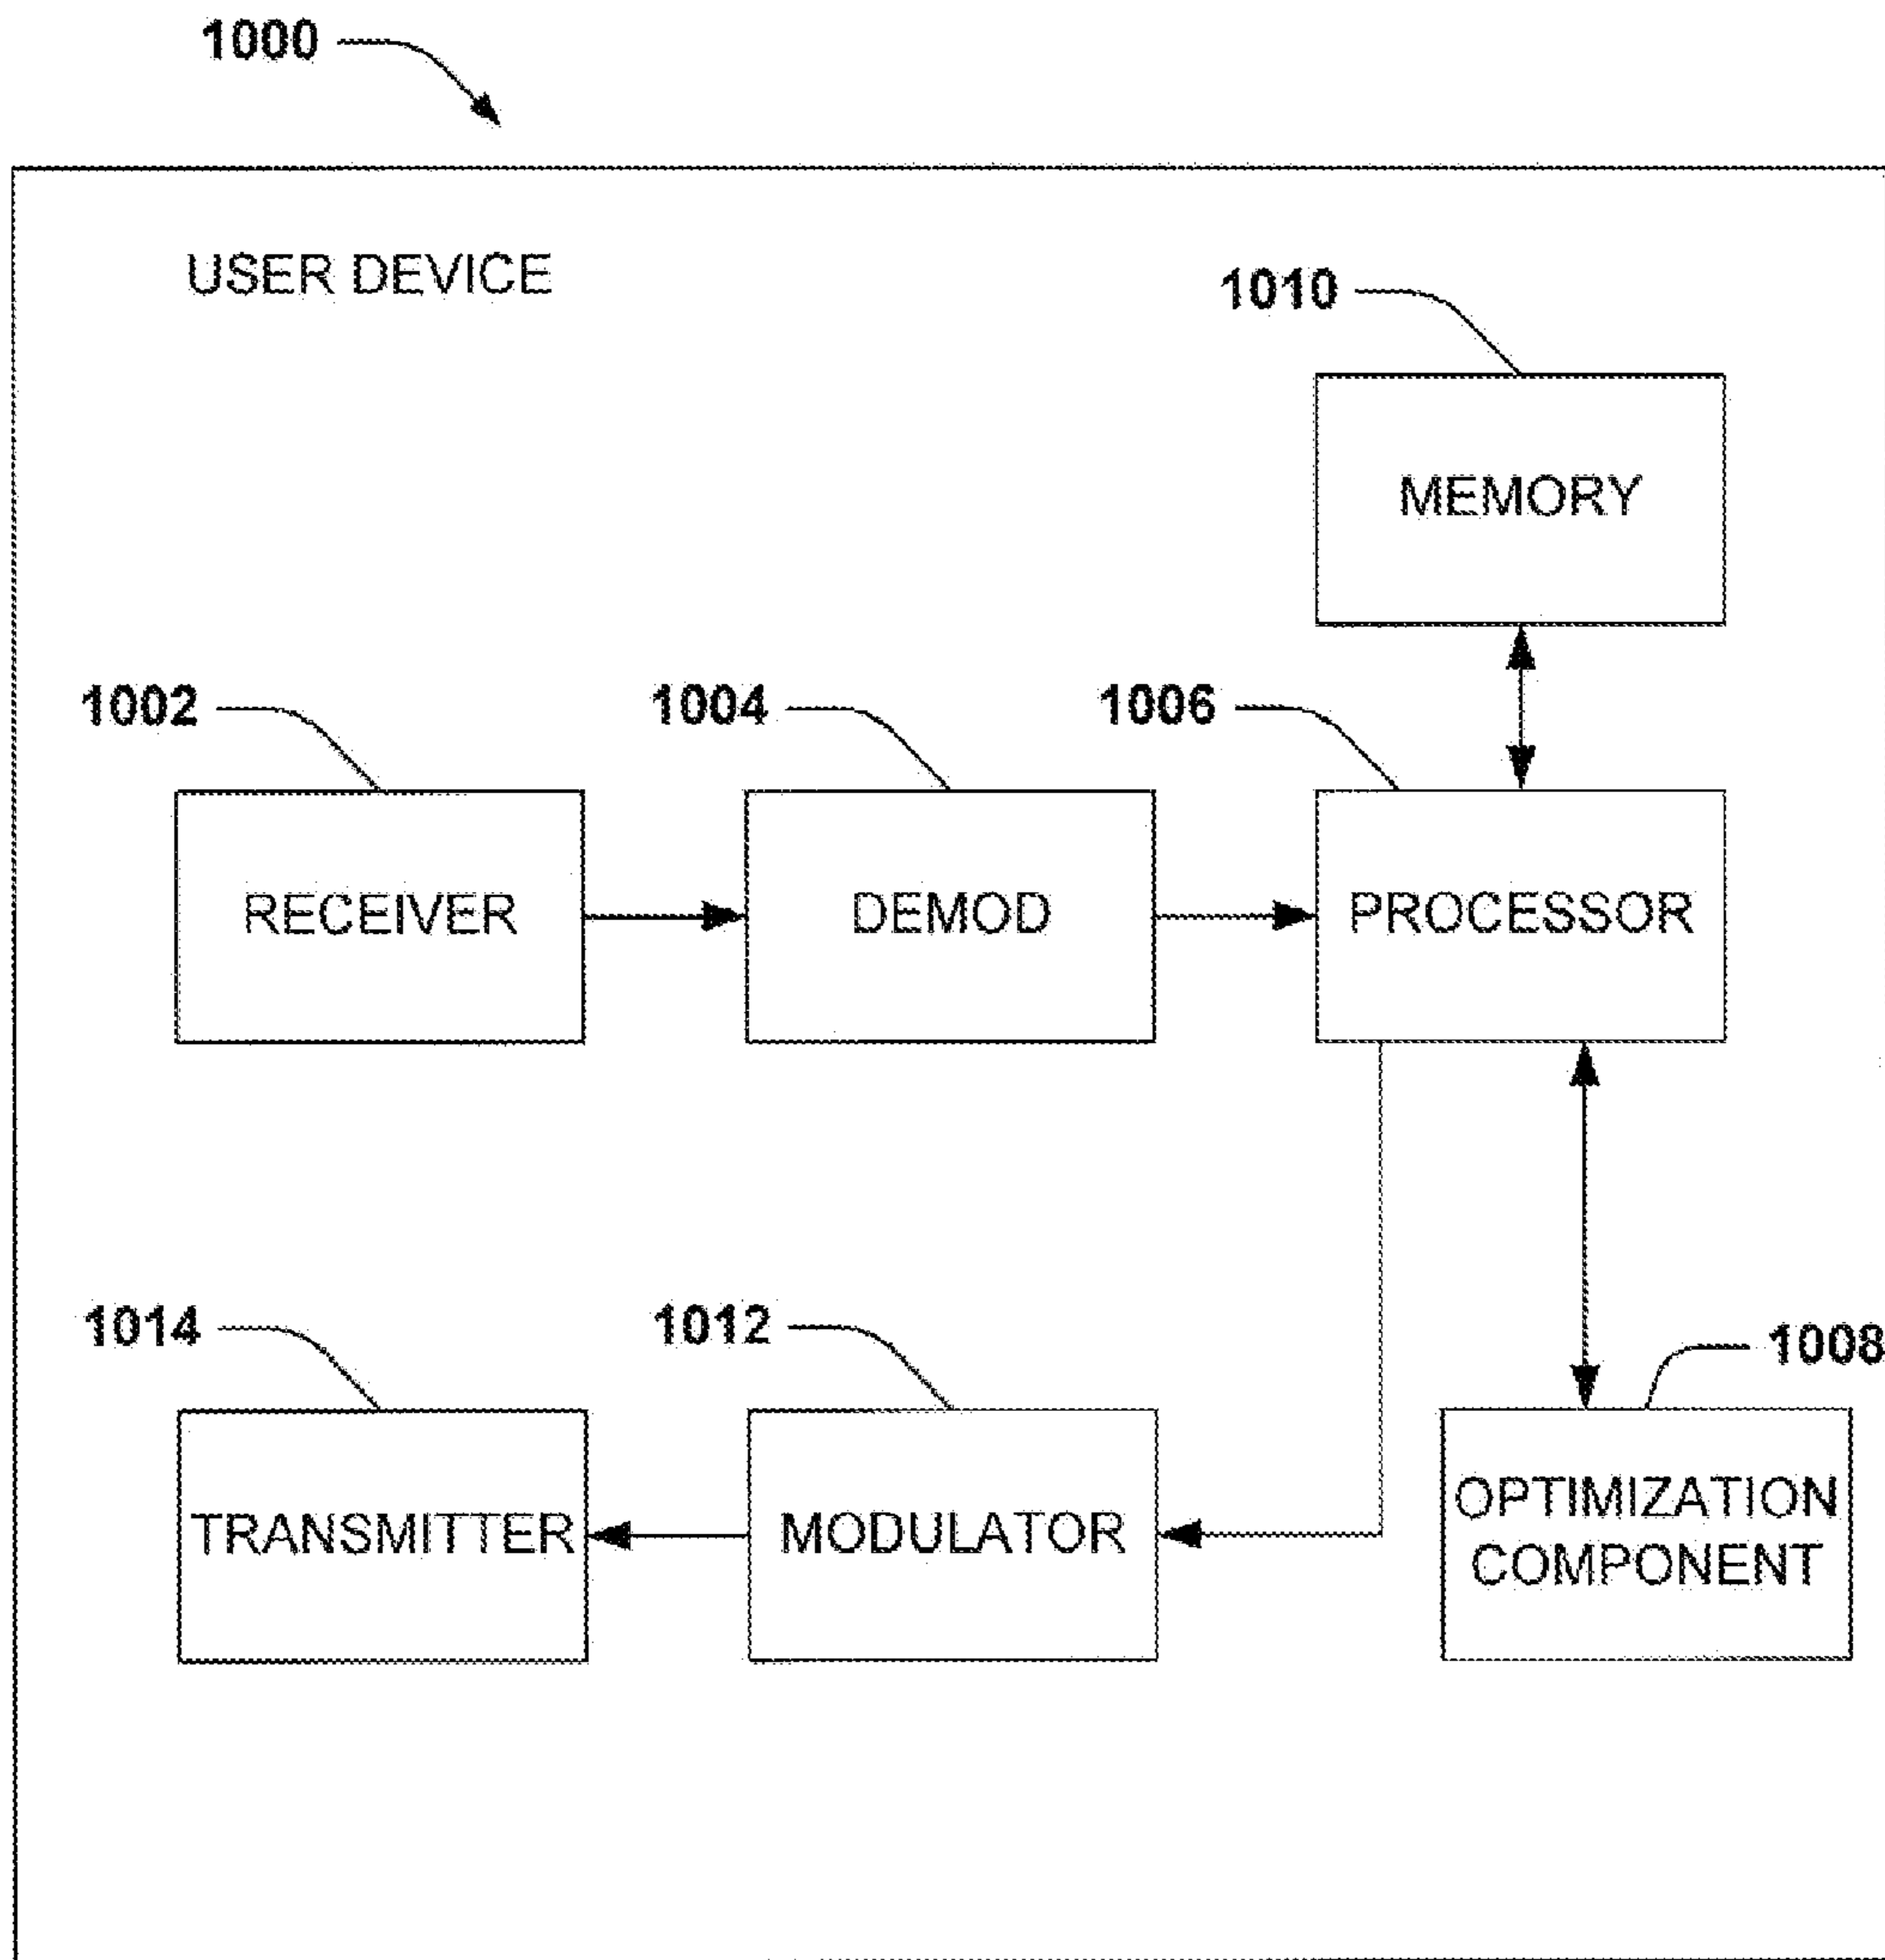 1000
USER DEVICE
1010
MEMORY
1002
1004
1006
RECEIVER
DEMOD
PROCESSOR
1014
1012
1008
TRANSMITTER
MODULATOR
OPTIMIZATION
COMPONENT